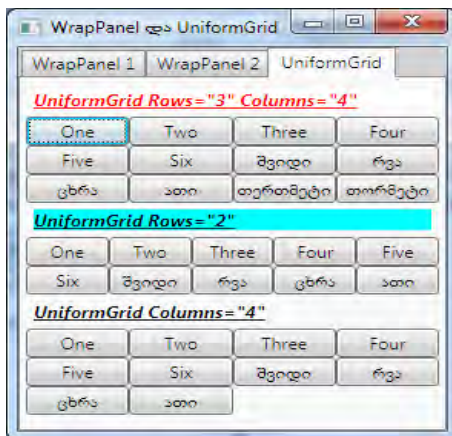 WrapPanel და UniformGrid
WrapPanel 1 WrapPanel 2 UniformGrid
UniformGrid Rows="3" Columns="4"
One Two Three Four
Five Six შვიდი რვა
ცხრა ათი თერთმეტი თორმეტი
UniformGrid Rows="2"
One Two Three Four Five
Six შვიდი რვა ცხრა ათი
UniformGrid Columns="4"
One Two Three Four
Five Six შვიდი რვა
ცხრა ათი